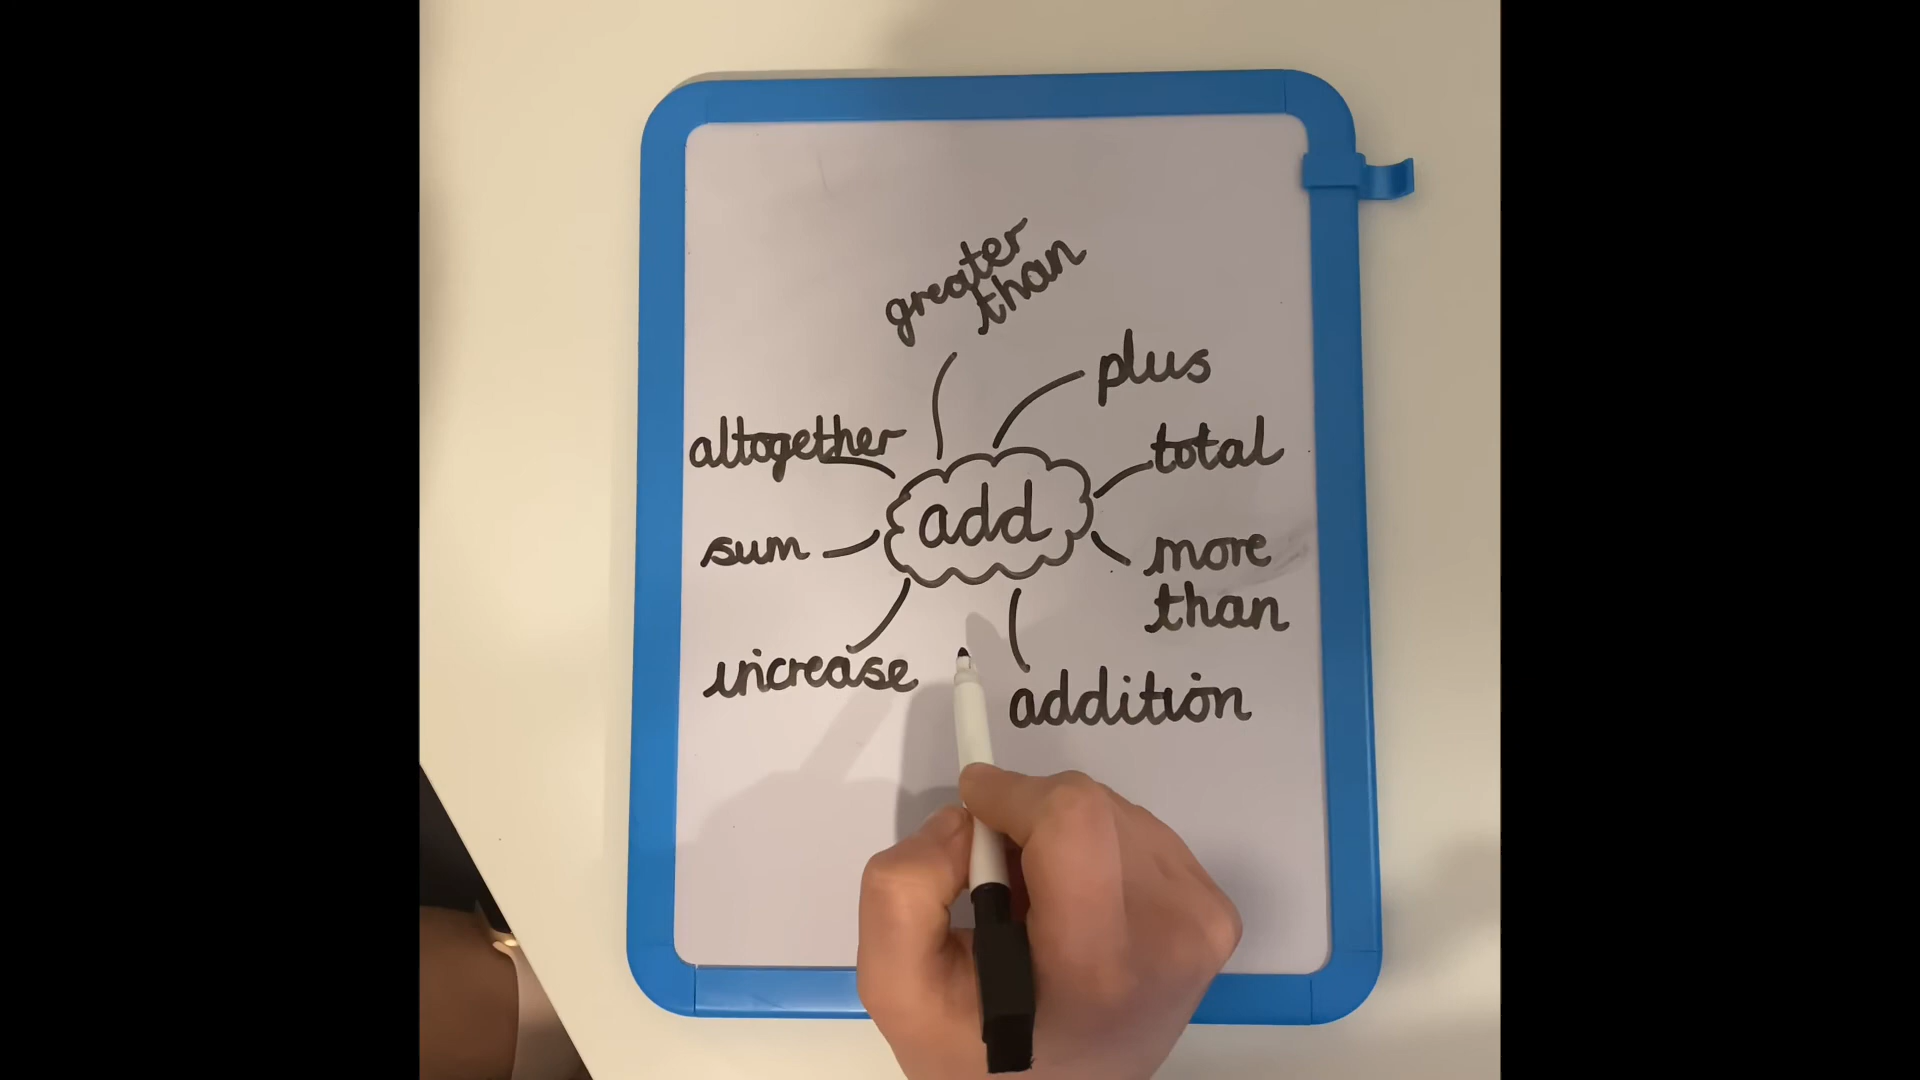 greater
than
plus
altogether
total
add
sum
more
than
increase
addition